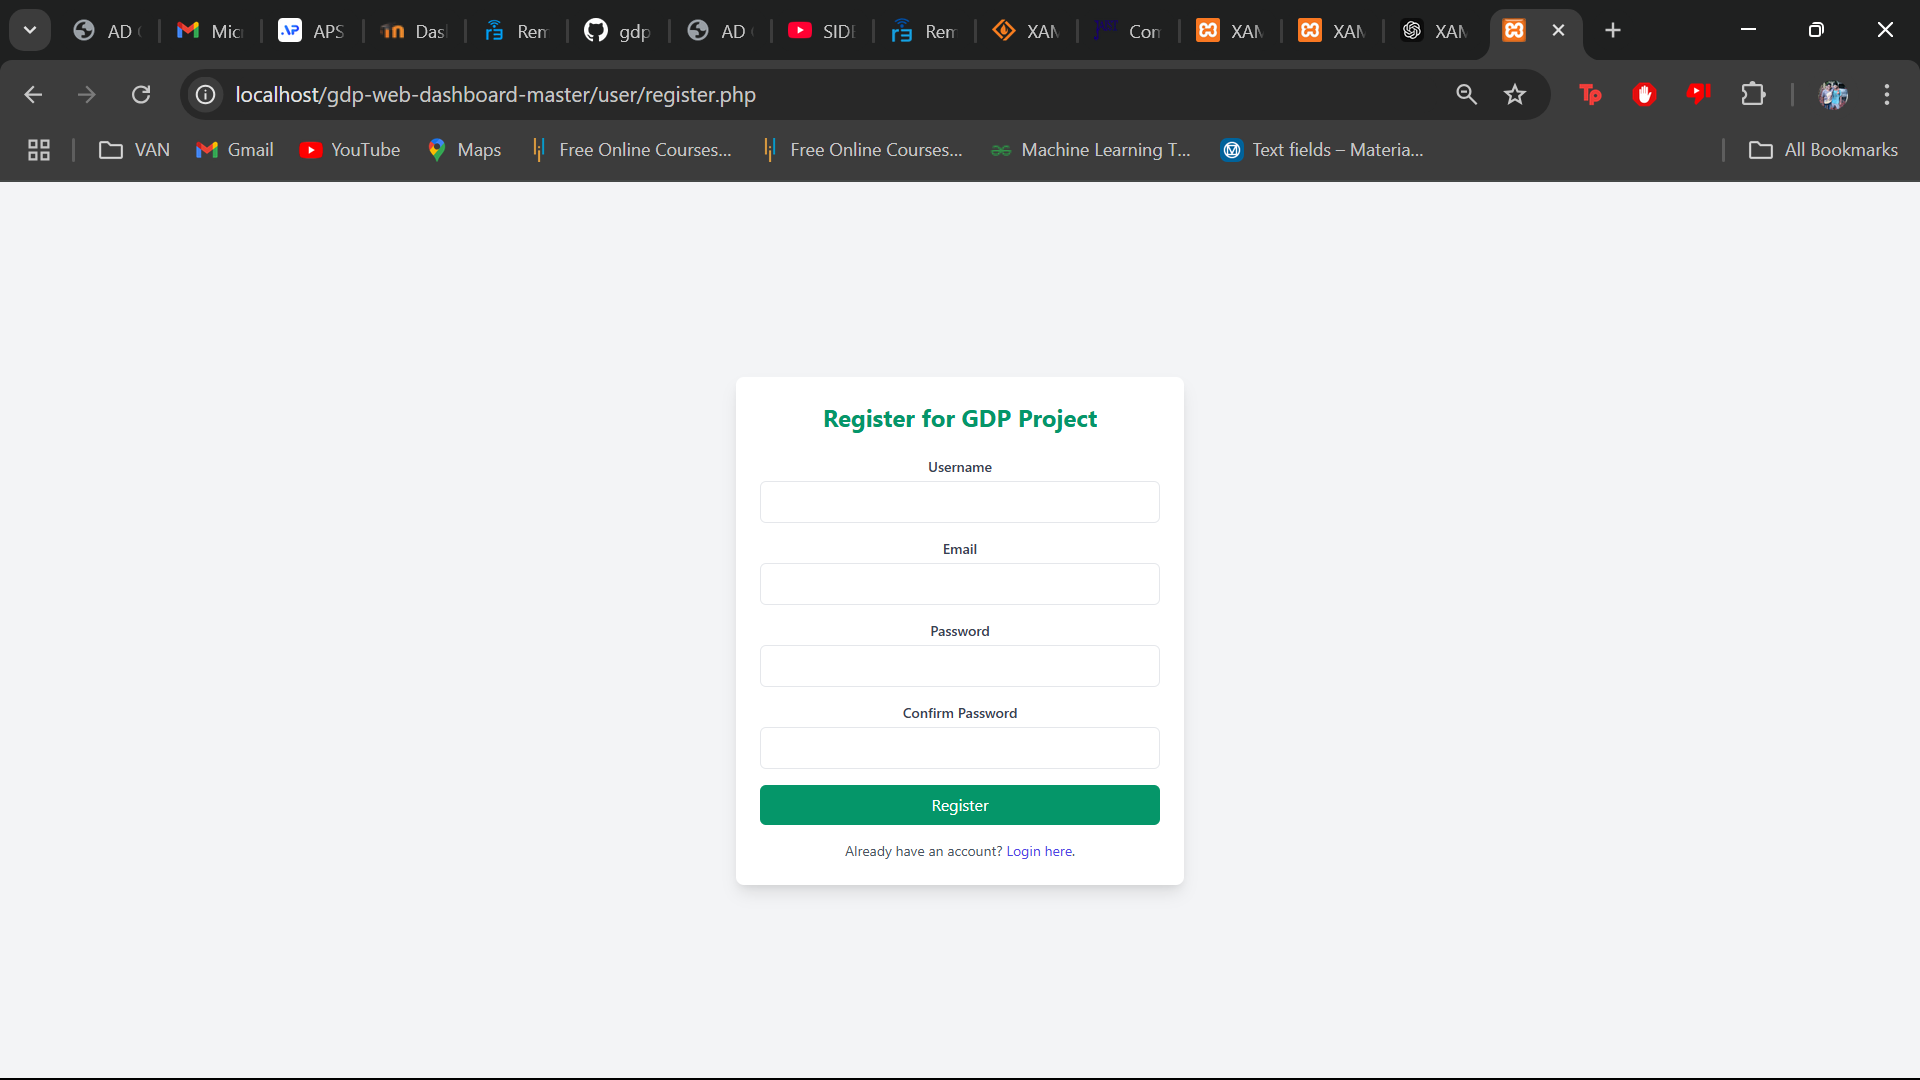 AD
Mic
APS
Das
Rem
gdp
AD
SID
Rem
XAM
Con
XAM
XAM
XAM
localhost/gdp-web-dashboard-master/user/register.php
Tp
VAN
Gmail
YouTube
Maps
Free Online Courses...
Free Online Courses...
Machine Learning T...
Text fields – Materia...
All Bookmarks
Register for GDP Project
Username
Email
Password
Confirm Password
Register
Already have an account? Login here.